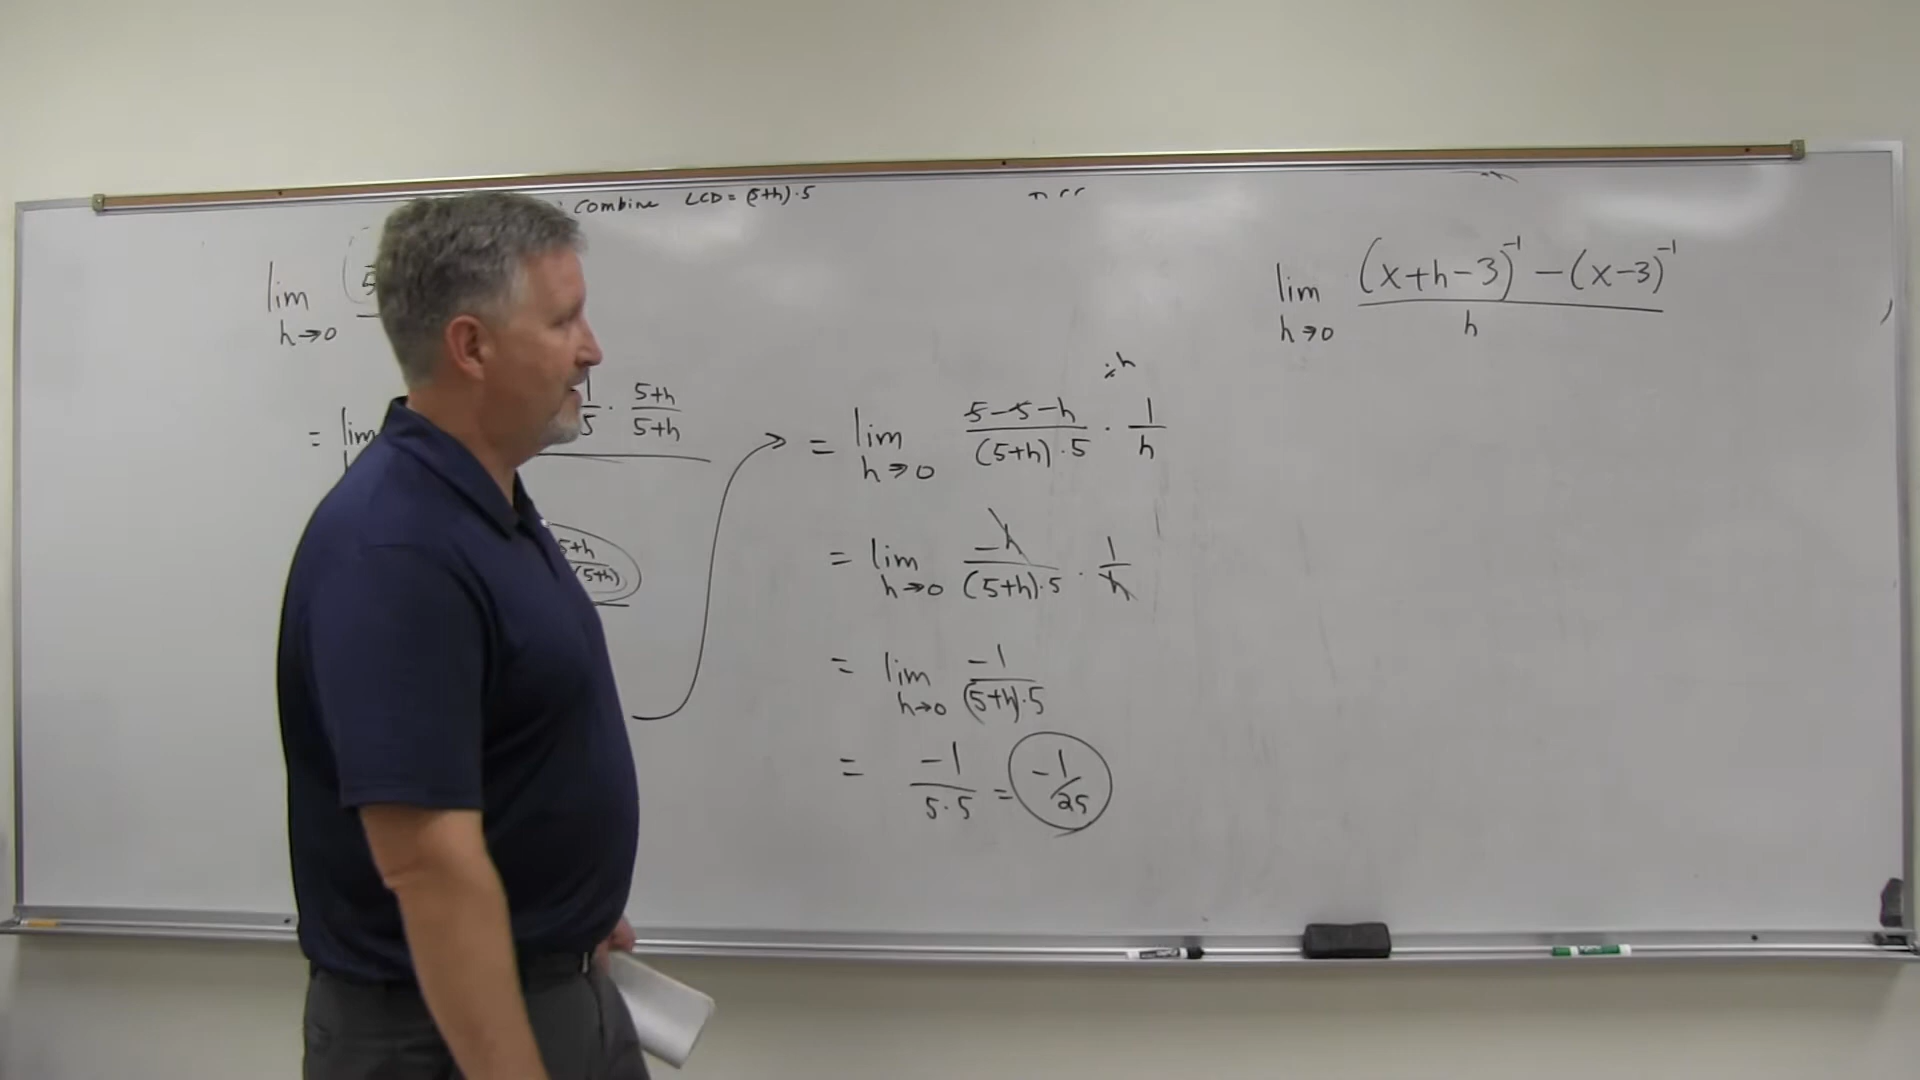 : Combine LCD = (5+h)·5
lim h→0 (5
= lim 1/5 · (5+h)/(5+h)
5+h / (5+h)
÷h
= lim h→0 (5-5-h)/((5+h)·5) · 1/h
= lim h→0 -h/((5+h)·5) · 1/h
= lim h→0 -1/((5+h)·5)
= -1/(5·5) = -1/25
lim h→0 ((x+h-3)^-1 - (x-3)^-1)/h